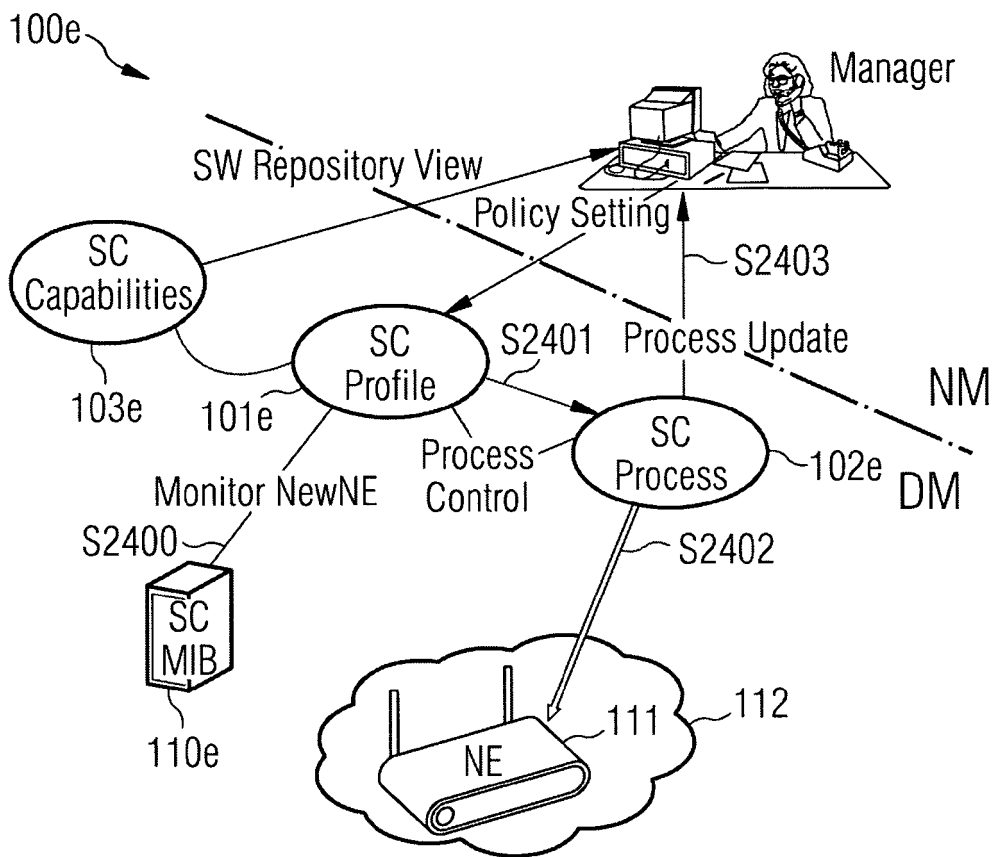 100e
Manager
SW Repository View
Policy Setting
S2403
SC
Capabilities
103e
SC
Profile
101e
S2401
Process Update
NM
DM
Process
Control
SC
Process
102e
Monitor NewNE
S2400
S2402
SC
MIB
110e
NE
111
112